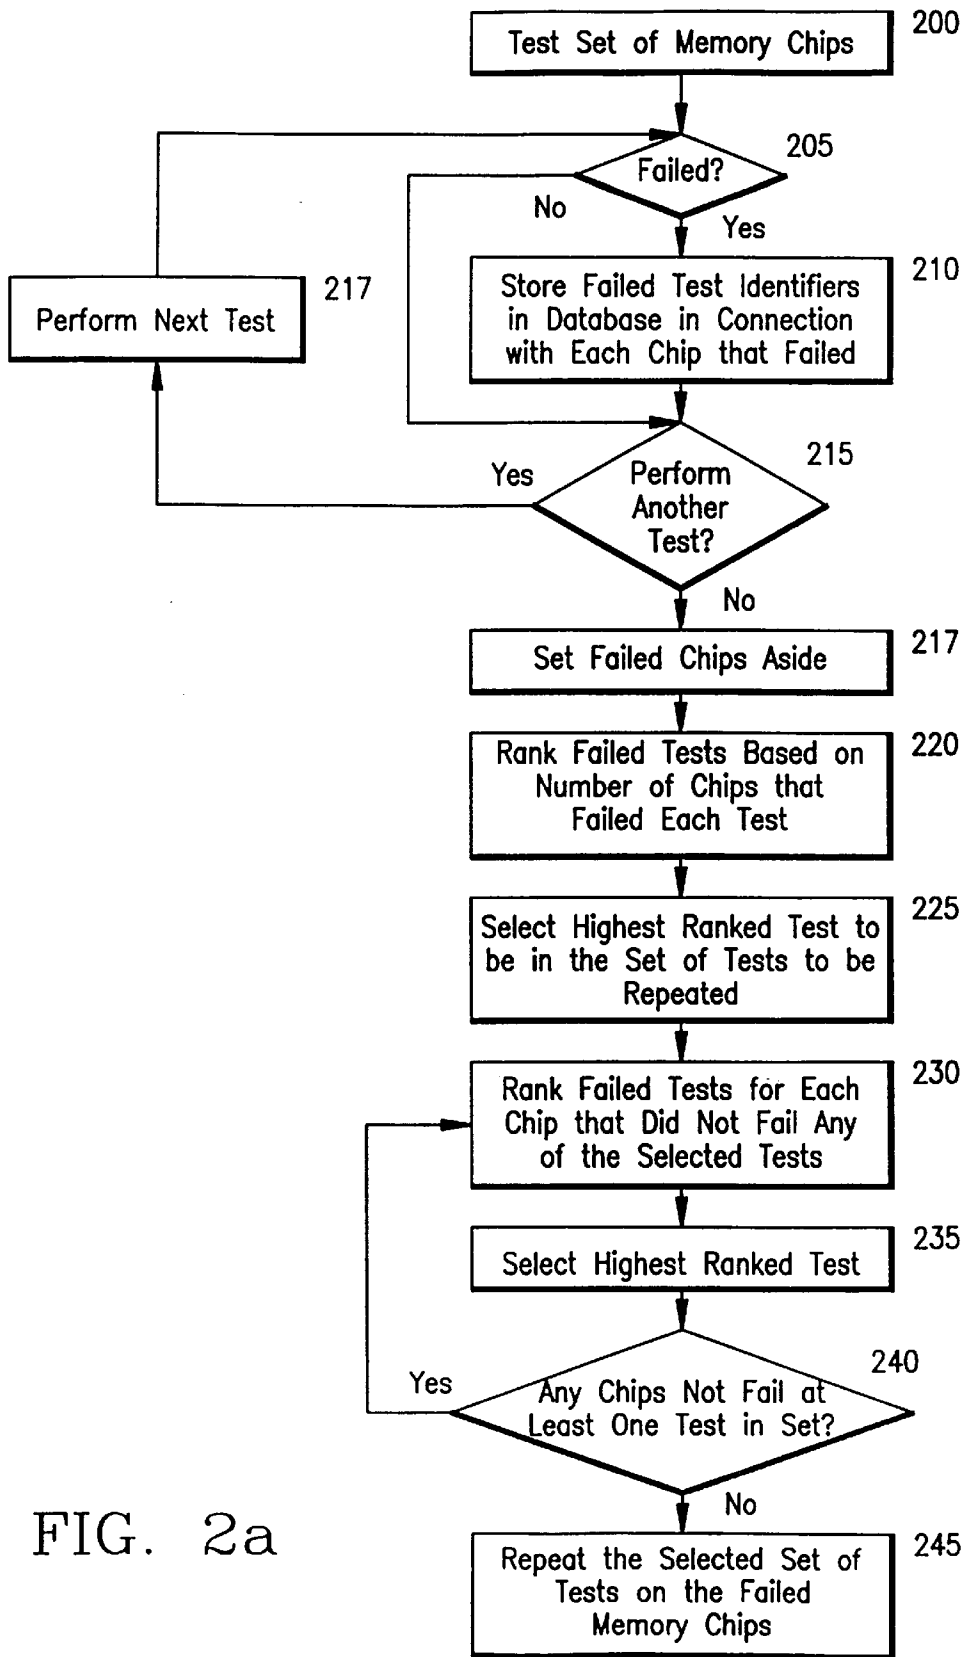 200
Test Set of Memory Chips
205
Failed?
No
Yes
210
Store Failed Test Identifiers
in Database in Connection
with Each Chip that Failed
217
Perform Next Test
215
Yes
Perform
Another
Test?
No
217
Set Failed Chips Aside
220
Rank Failed Tests Based on
Number of Chips that
Failed Each Test
225
Select Highest Ranked Test to
be in the Set of Tests to be
Repeated
230
Rank Failed Tests for Each
Chip that Did Not Fail Any
of the Selected Tests
235
Select Highest Ranked Test
240
Yes
Any Chips Not Fail at
Least One Test in Set?
No
245
Repeat the Selected Set of
Tests on the Failed
Memory Chips
FIG. 2a